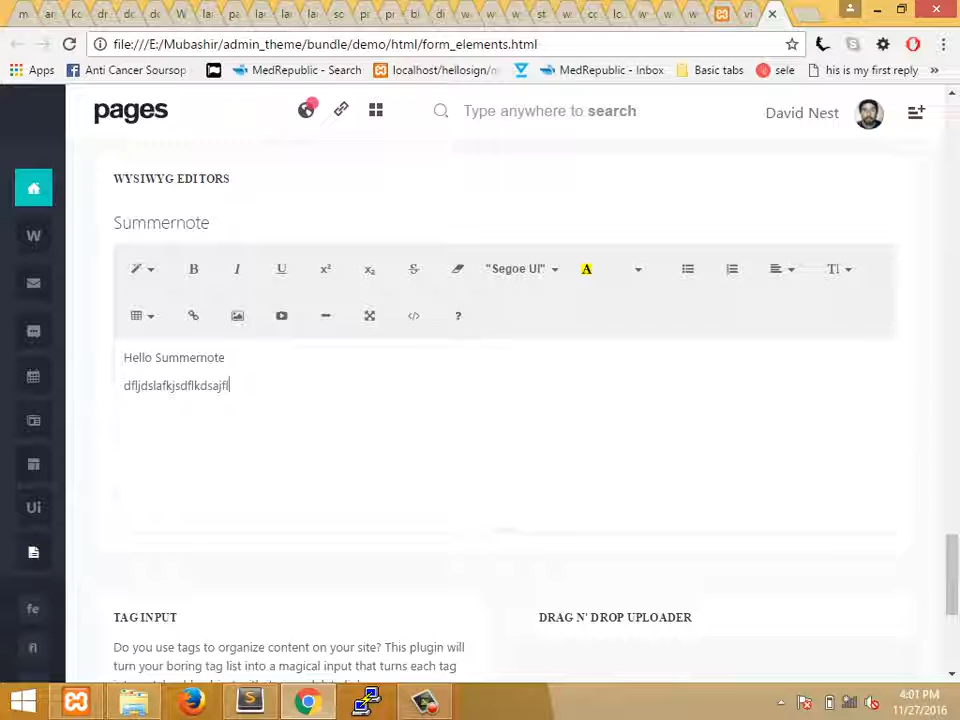 file:///E:/Mubashir/admin_theme/bundle/demo/html/form_elements.html
Apps Anti Cancer Soursop MedRepublic - Search localhost/hellosign/ MedRepublic - Inbox Basic tabs sele his is my first reply »
pages Type anywhere to search David Nest
WYSIWYG EDITORS
Summernote
B I U x² x₂ S "Segoe UI" A T|
</> ?
Hello Summernote
dfljdslafkjsdflkdsajfl
W
Ui
fe
TAG INPUT DRAG N' DROP UPLOADER
Do you use tags to organize content on your site? This plugin will
turn your boring tag list into a magical input that turns each tag
4:01 PM
11/27/2016